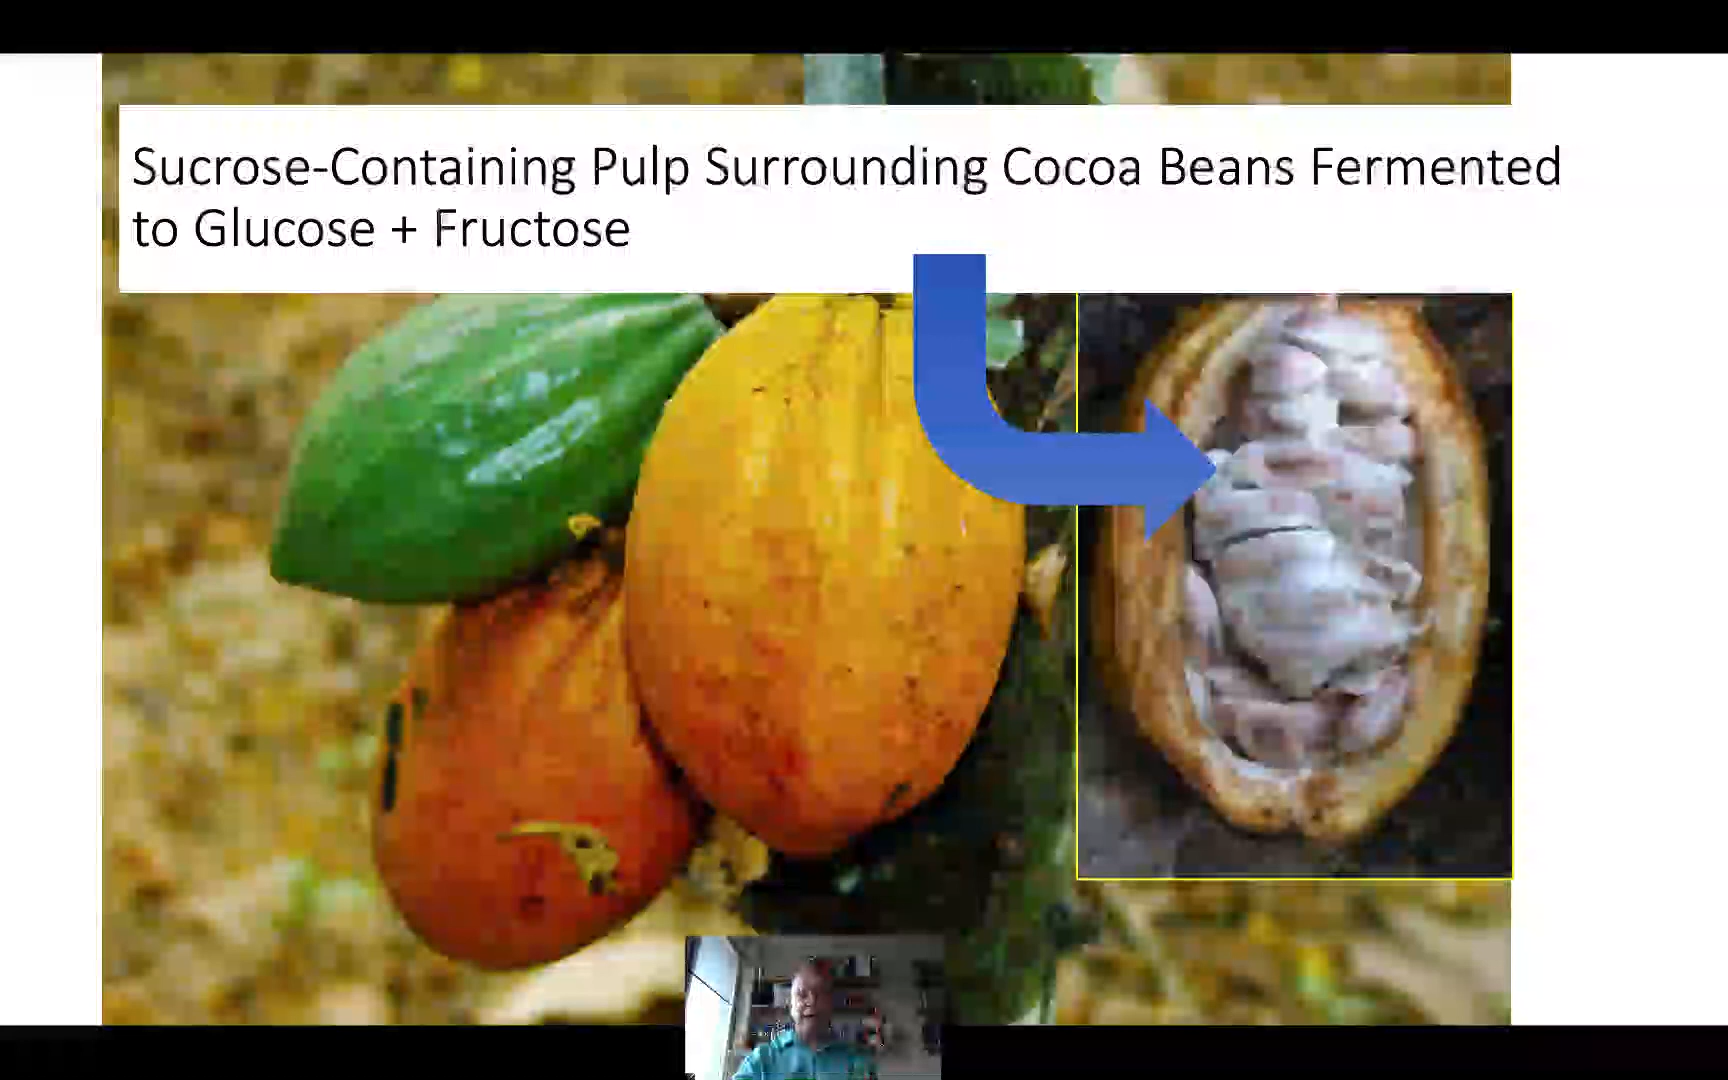 Sucrose-Containing Pulp Surrounding Cocoa Beans Fermented
to Glucose + Fructose